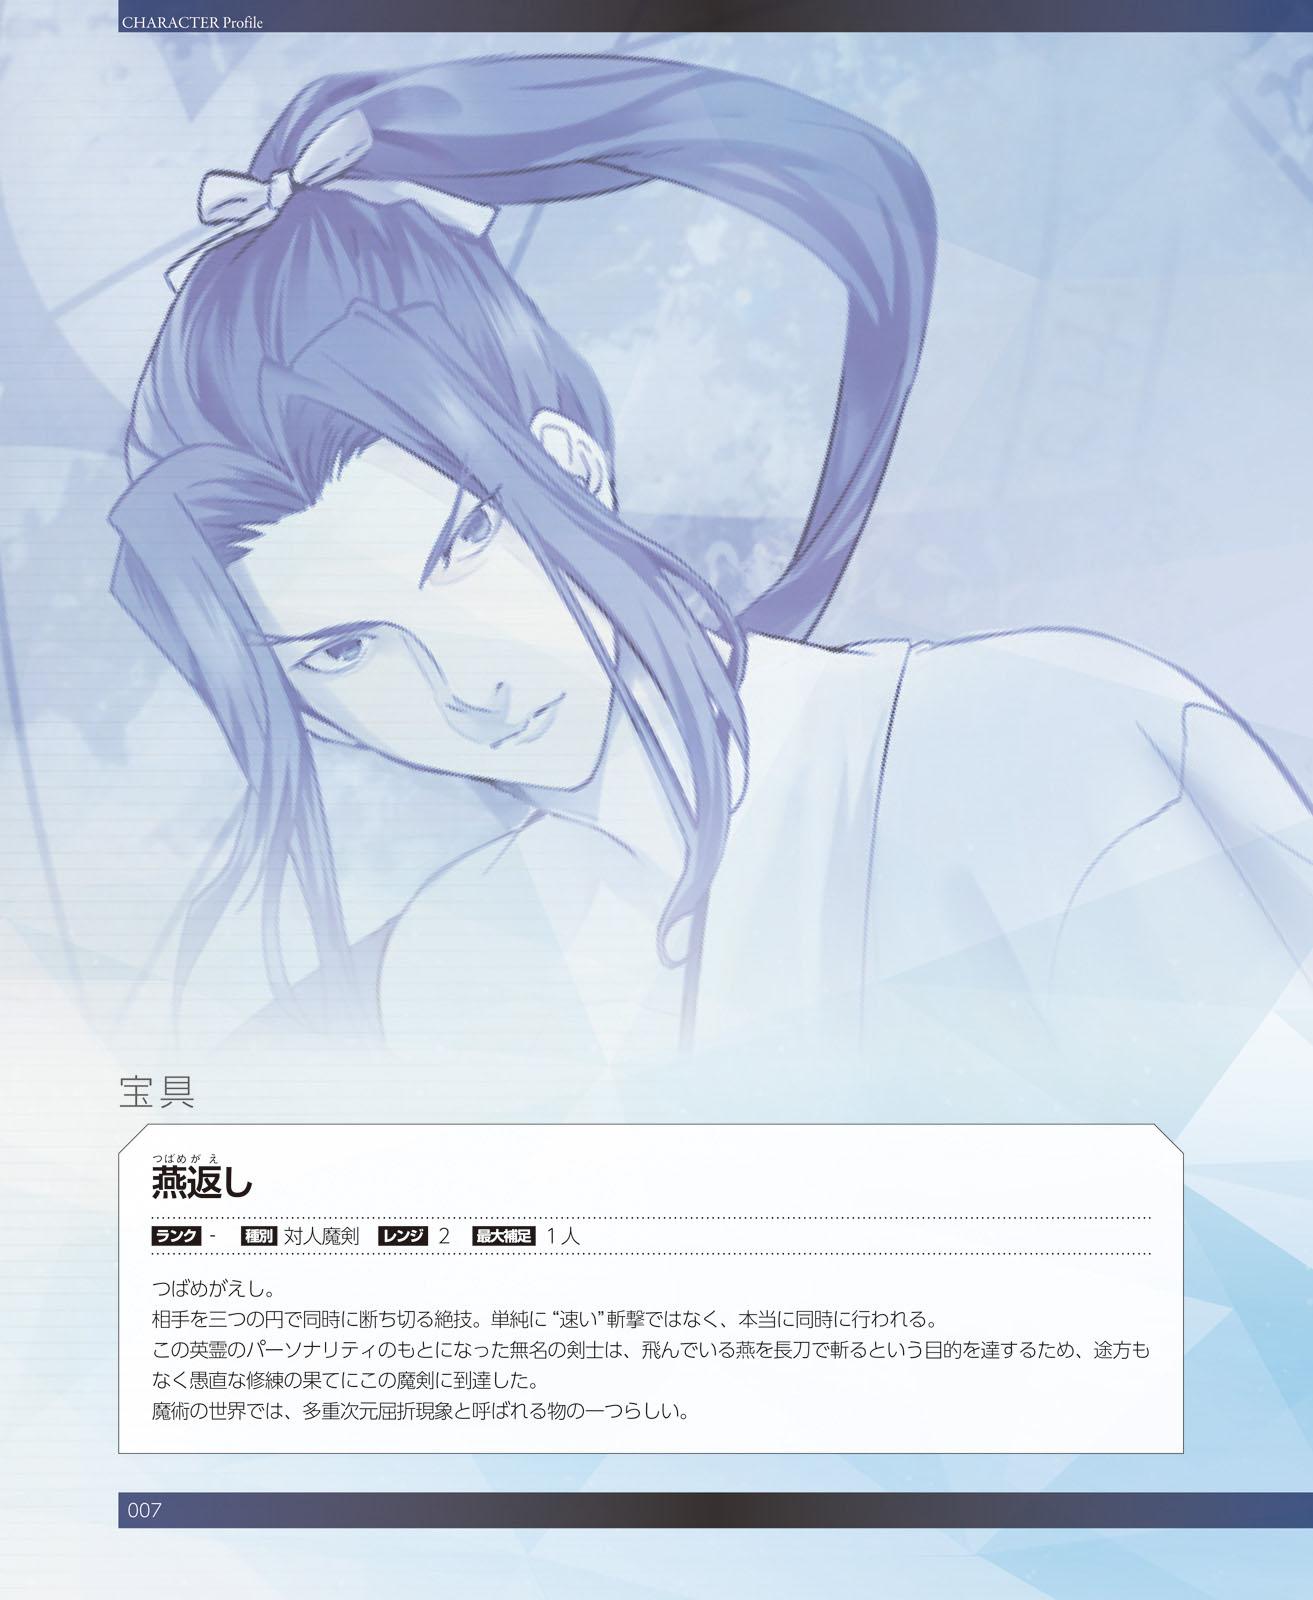 CHARACTER Profile
宝具
つばめがえ
燕返し
ランク - 種別 対人魔剣 レンジ 2 最大補足 1人
つばめがえし。
相手を三つの円で同時に断ち切る絶技。単純に“速い”斬撃ではなく、本当に同時に行われる。
この英霊のパーソナリティのもとになった無名の剣士は、飛んでいる燕を長刀で斬るという目的を達するため、途方も
なく愚直な修練の果てにこの魔剣に到達した。
魔術の世界では、多重次元屈折現象と呼ばれる物の一つらしい。
007